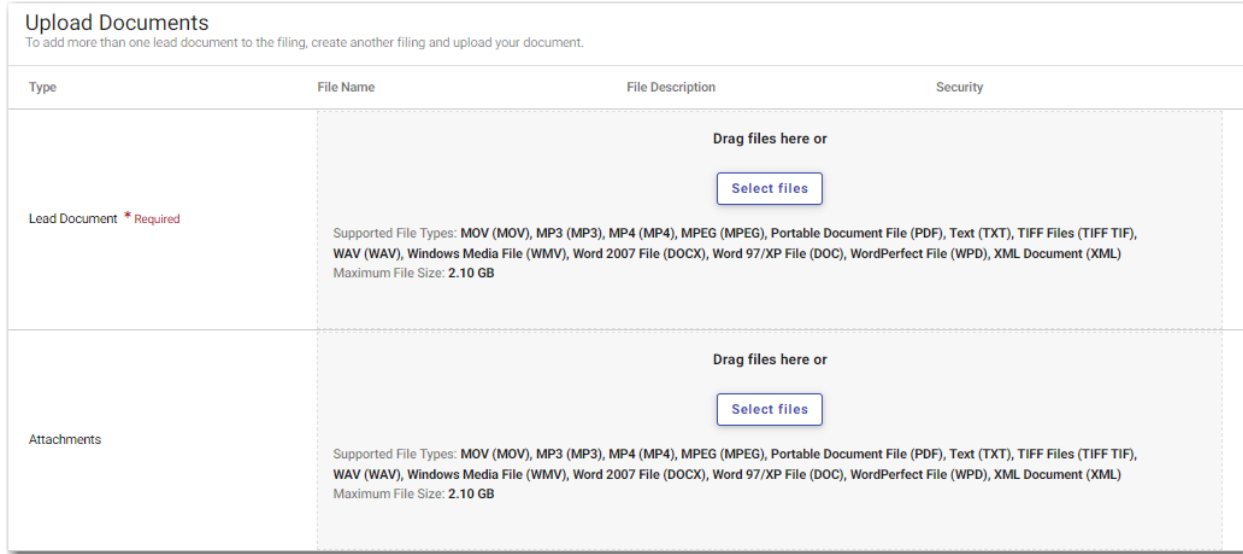 Upload Documents
To add more than one lead document to the filing, create another filing and upload your document.
Type File Name File Description Security
Drag files here or
Select files
Lead Document * Required
Supported File Types: MOV (MOV), MP3 (MP3), MP4 (MP4), MPEG (MPEG), Portable Document File (PDF), Text (TXT), TIFF Files (TIFF TIF),
WAV (WAV), Windows Media File (WMV), Word 2007 File (DOCX), Word 97/XP File (DOC), WordPerfect File (WPD), XML Document (XML)
Maximum File Size: 2.10 GB
Drag files here or
Select files
Attachments
Supported File Types: MOV (MOV), MP3 (MP3), MP4 (MP4), MPEG (MPEG), Portable Document File (PDF), Text (TXT), TIFF Files (TIFF TIF),
WAV (WAV), Windows Media File (WMV), Word 2007 File (DOCX), Word 97/XP File (DOC), WordPerfect File (WPD), XML Document (XML)
Maximum File Size: 2.10 GB